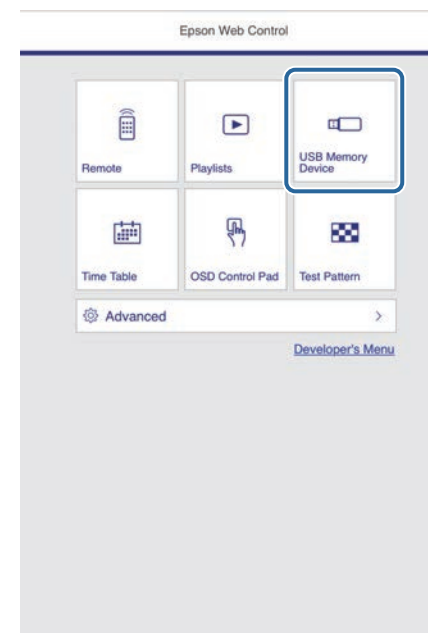 Epson Web Control
Remote
Playlists
USB Memory
Device
Time Table
OSD Control Pad
Test Pattern
Advanced
Developer's Menu